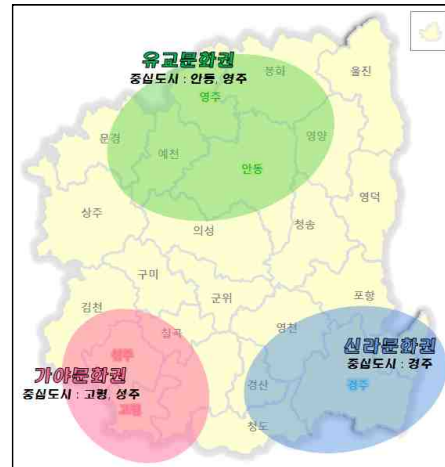 유교문화권
중심도시 : 안동, 영주
봉화
울진
영주
문경
예천
영양
안동
영덕
상주
의성
청송
구미
군위
김천
포항
칠곡
영천
성주
신라문화권
중심도시 : 경주
가야문화권
중심도시 : 고령, 성주
경산
경주
고령
청도